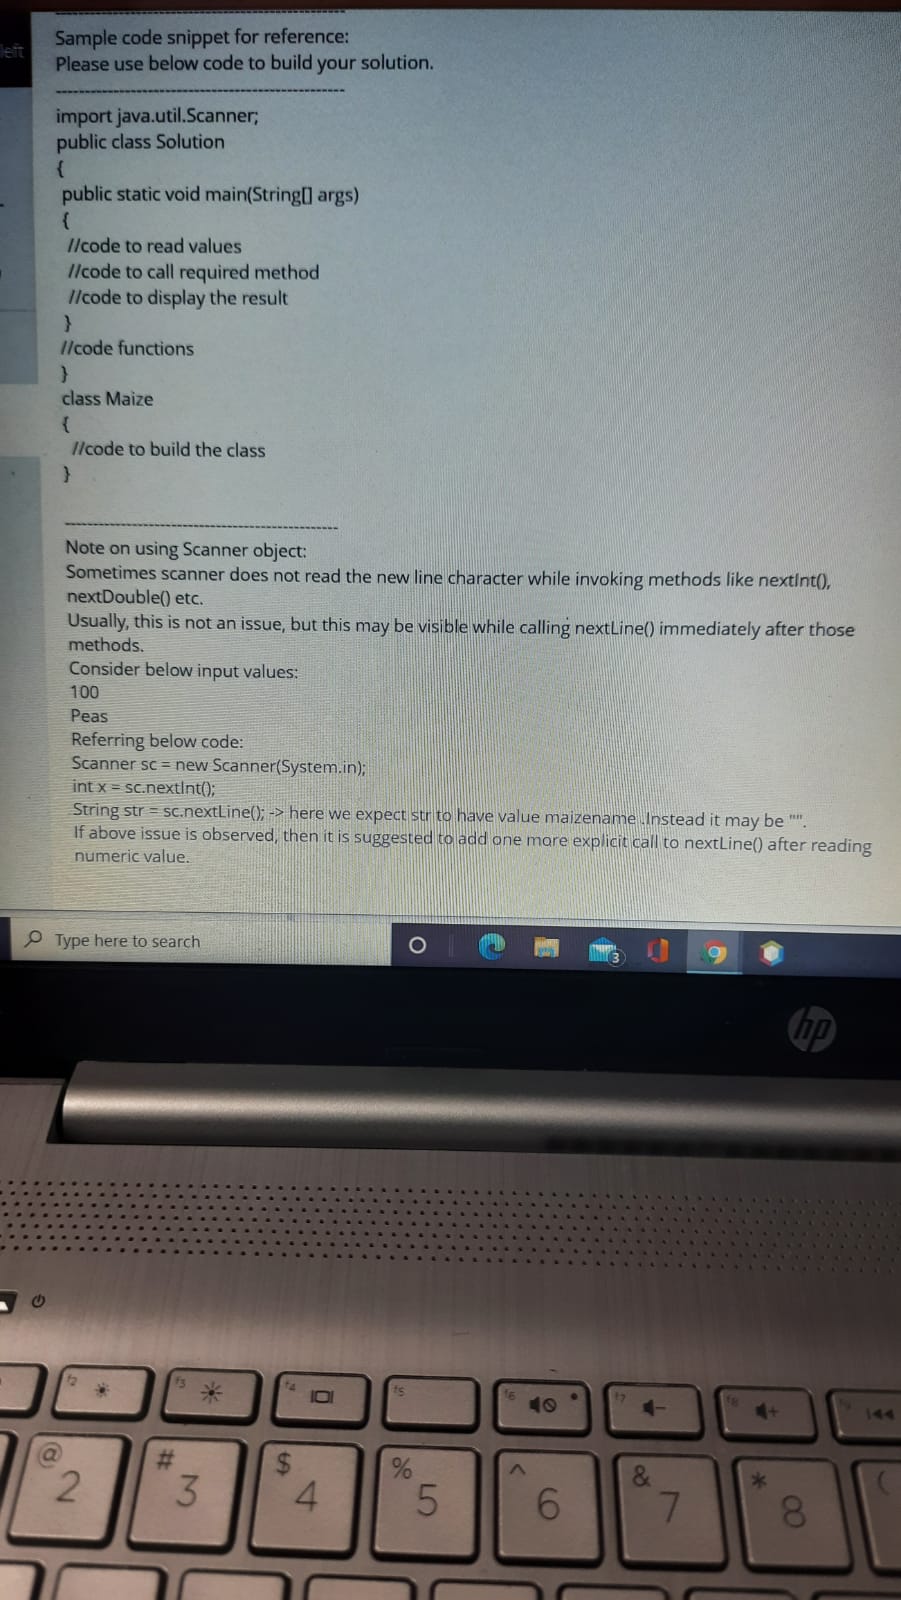 left
-------------------------------------------------
Sample code snippet for reference:
Please use below code to build your solution.
-------------------------------------------------
import java.util.Scanner;
public class Solution
{
public static void main(String[] args)
{
//code to read values
//code to call required method
//code to display the result
}
//code functions
}
class Maize
{
//code to build the class
}
-------------------------------------------------
Note on using Scanner object:
Sometimes scanner does not read the new line character while invoking methods like nextInt(),
nextDouble() etc.
Usually, this is not an issue, but this may be visible while calling nextLine() immediately after those
methods.
Consider below input values:
100
Peas
Referring below code:
Scanner sc = new Scanner(System.in);
int x = sc.nextInt();
String str = sc.nextLine(); -> here we expect str to have value maizename .Instead it may be "".
If above issue is observed, then it is suggested to add one more explicit call to nextLine() after reading
numeric value.
Type here to search
3
hp
f2 f3 f4 f5 f6 f7 f8
@ # $ % ^ & * (
2 3 4 5 6 7 8